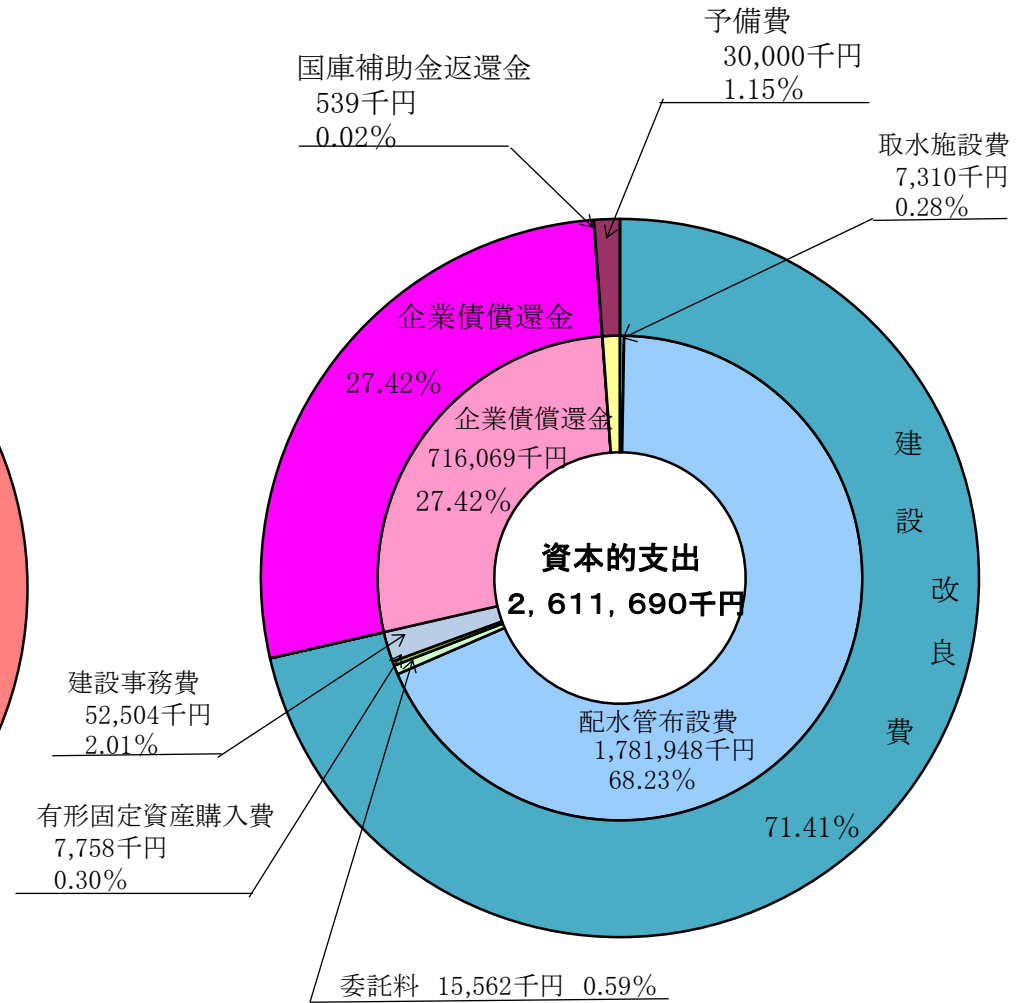 予備費
30,000千円
1.15%
国庫補助金返還金
539千円
0.02%
取水施設費
7,310千円
0.28%
企業債償還金
27.42%
企業債償還金
716,069千円
27.42%
建設改良費
71.41%
資本的支出
2,611,690千円
配水管布設費
1,781,948千円
68.23%
建設事務費
52,504千円
2.01%
有形固定資産購入費
7,758千円
0.30%
委託料 15,562千円 0.59%